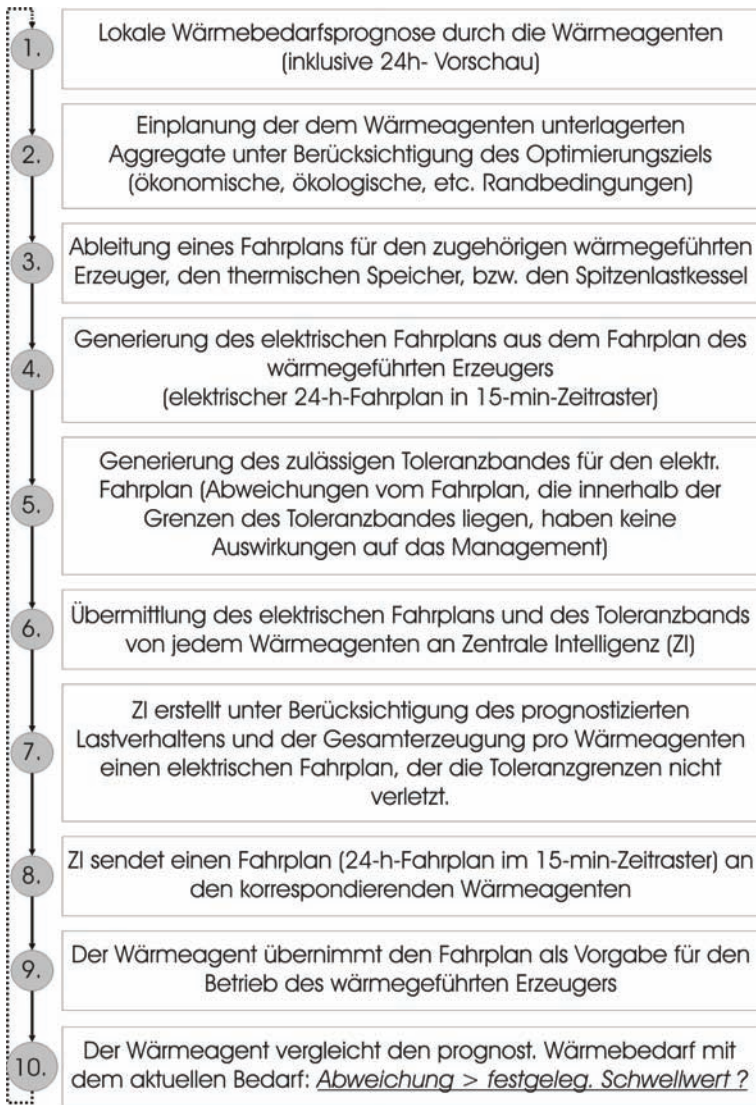 1.
Lokale Wärmebedarfsprognose durch die Wärmeagenten
(inklusive 24h- Vorschau)
2.
Einplanung der dem Wärmeagenten unterlagerten
Aggregate unter Berücksichtigung des Optimierungsziels
(ökonomische, ökologische, etc. Randbedingungen)
3.
Ableitung eines Fahrplans für den zugehörigen wärmegeführten
Erzeuger, den thermischen Speicher, bzw. den Spitzenlastkessel
4.
Generierung des elektrischen Fahrplans aus dem Fahrplan des
wärmegeführten Erzeugers
(elektrischer 24-h-Fahrplan in 15-min-Zeitraster)
5.
Generierung des zulässigen Toleranzbandes für den elektr.
Fahrplan (Abweichungen vom Fahrplan, die innerhalb der
Grenzen des Toleranzbandes liegen, haben keine
Auswirkungen auf das Management)
6.
Übermittlung des elektrischen Fahrplans und des Toleranzbands
von jedem Wärmeagenten an Zentrale Intelligenz (ZI)
7.
ZI erstellt unter Berücksichtigung des prognostizierten
Lastverhaltens und der Gesamterzeugung pro Wärmeagenten
einen elektrischen Fahrplan, der die Toleranzgrenzen nicht
verletzt.
8.
ZI sendet einen Fahrplan (24-h-Fahrplan im 15-min-Zeitraster) an
den korrespondierenden Wärmeagenten
9.
Der Wärmeagent übernimmt den Fahrplan als Vorgabe für den
Betrieb des wärmegeführten Erzeugers
10.
Der Wärmeagent vergleicht den prognost. Wärmebedarf mit
dem aktuellen Bedarf: Abweichung > festgeleg. Schwellwert ?